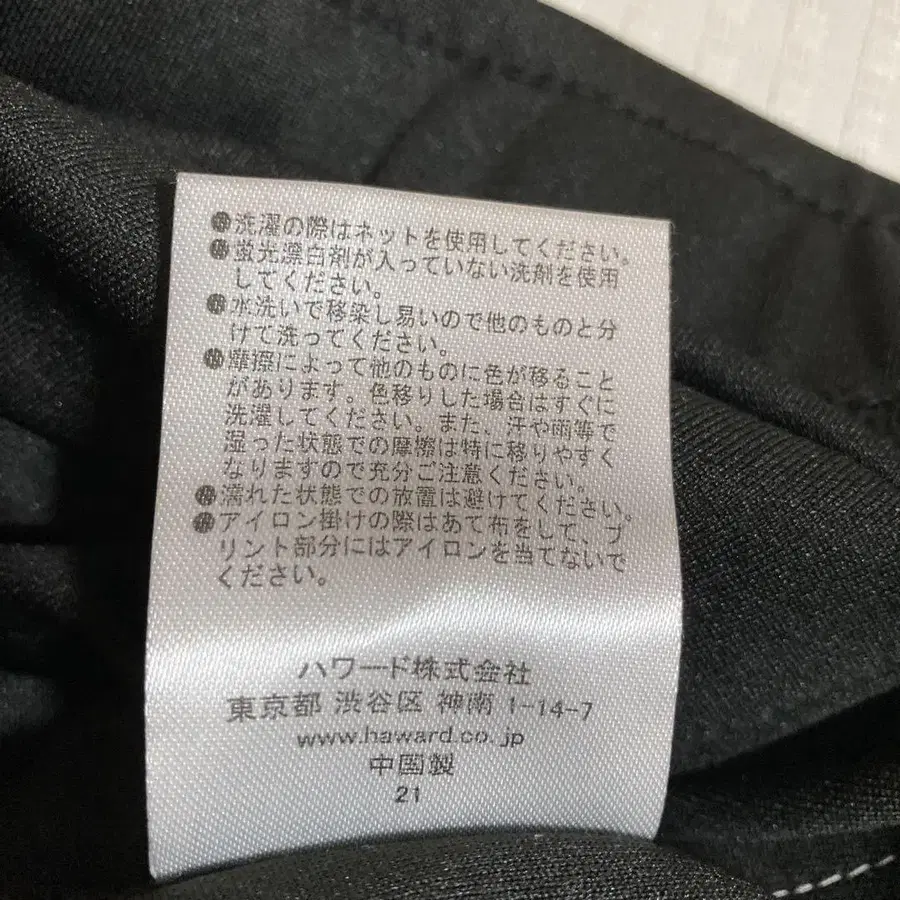 ●洗濯の際はネットを使用してください。
●蛍光漂白剤が入っていない洗剤を使用
してください。
●水洗いで移染し易いので他のものと分
けて洗ってください。
●摩擦によって他のものに色が移ること
があります。色移りした場合はすぐに
洗濯してください。また、汗や雨等で
湿った状態での摩擦は特に移りやすく
なりますので充分ご注意ください。
●濡れた状態での放置は避けてください。
●アイロン掛けの際はあて布をして、プ
リント部分にはアイロンを当てないで
ください。
ハワード株式会社
東京都 渋谷区 神南 1-14-7
www.haward.co.jp
中国製
21